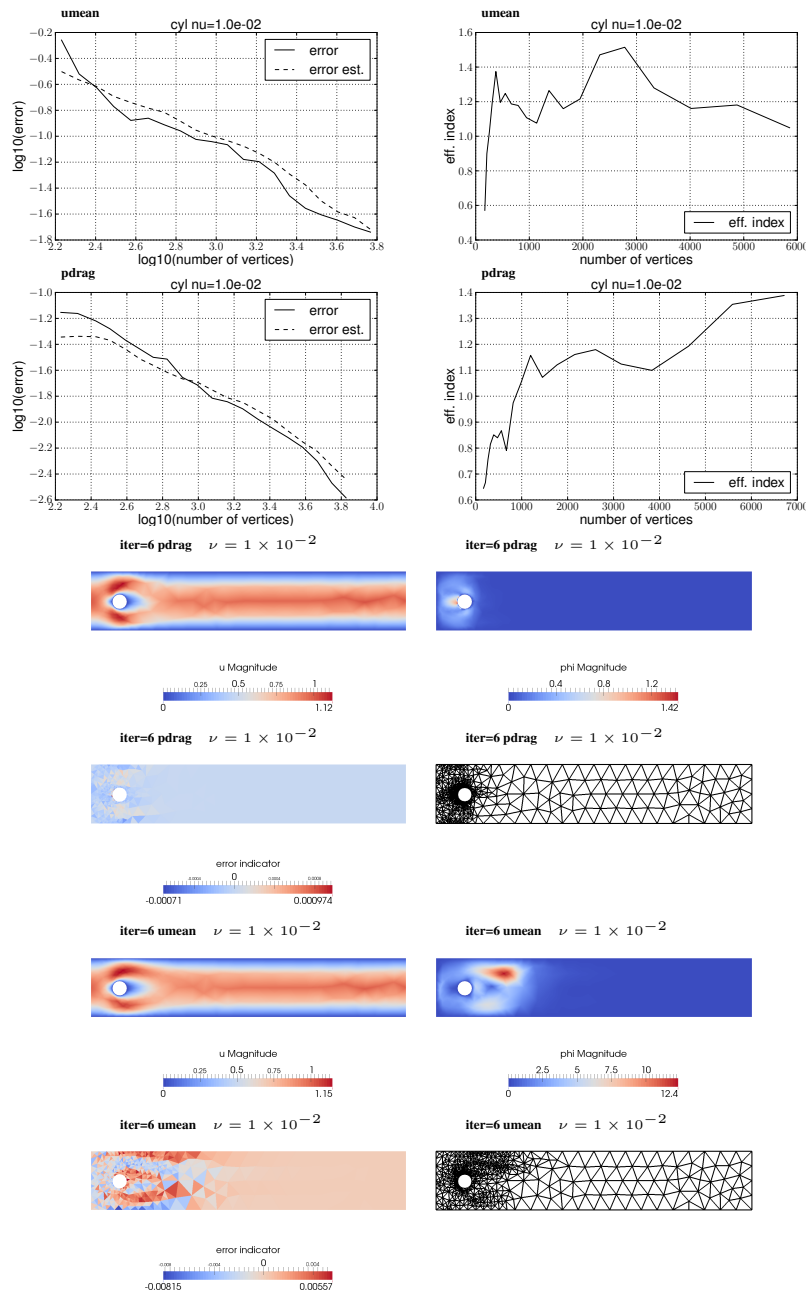 umean
cyl nu=1.0e-02
error
error est.
log10(error)
−0.2
−0.4
−0.6
−0.8
−1.0
−1.2
−1.4
−1.6
−1.8
2.2 2.4 2.6 2.8 3.0 3.2 3.4 3.6 3.8
log10(number of vertices)
umean
cyl nu=1.0e-02
eff. index
1.6
1.4
1.2
1.0
0.8
0.6
0.4
eff. index
0 1000 2000 3000 4000 5000 6000
number of vertices
pdrag
cyl nu=1.0e-02
error
error est.
log10(error)
−1.0
−1.2
−1.4
−1.6
−1.8
−2.0
−2.2
−2.4
−2.6
2.2 2.4 2.6 2.8 3.0 3.2 3.4 3.6 3.8 4.0
log10(number of vertices)
pdrag
cyl nu=1.0e-02
eff. index
1.4
1.3
1.2
1.1
1.0
0.9
0.8
0.7
0.6
eff. index
0 1000 2000 3000 4000 5000 6000 7000
number of vertices
iter=6 pdrag ν = 1 × 10−2
u Magnitude
0.25 0.5 0.75 1
0 1.12
iter=6 pdrag ν = 1 × 10−2
phi Magnitude
0.4 0.8 1.2
0 1.42
iter=6 pdrag ν = 1 × 10−2
error indicator
0
-0.00071 0.000974
iter=6 pdrag ν = 1 × 10−2
iter=6 umean ν = 1 × 10−2
u Magnitude
0.25 0.5 0.75 1
0 1.15
iter=6 umean ν = 1 × 10−2
phi Magnitude
2.5 5 7.5 10
0 12.4
iter=6 umean ν = 1 × 10−2
error indicator
-0.008 -0.004 0 0.004
-0.00815 0.00557
iter=6 umean ν = 1 × 10−2